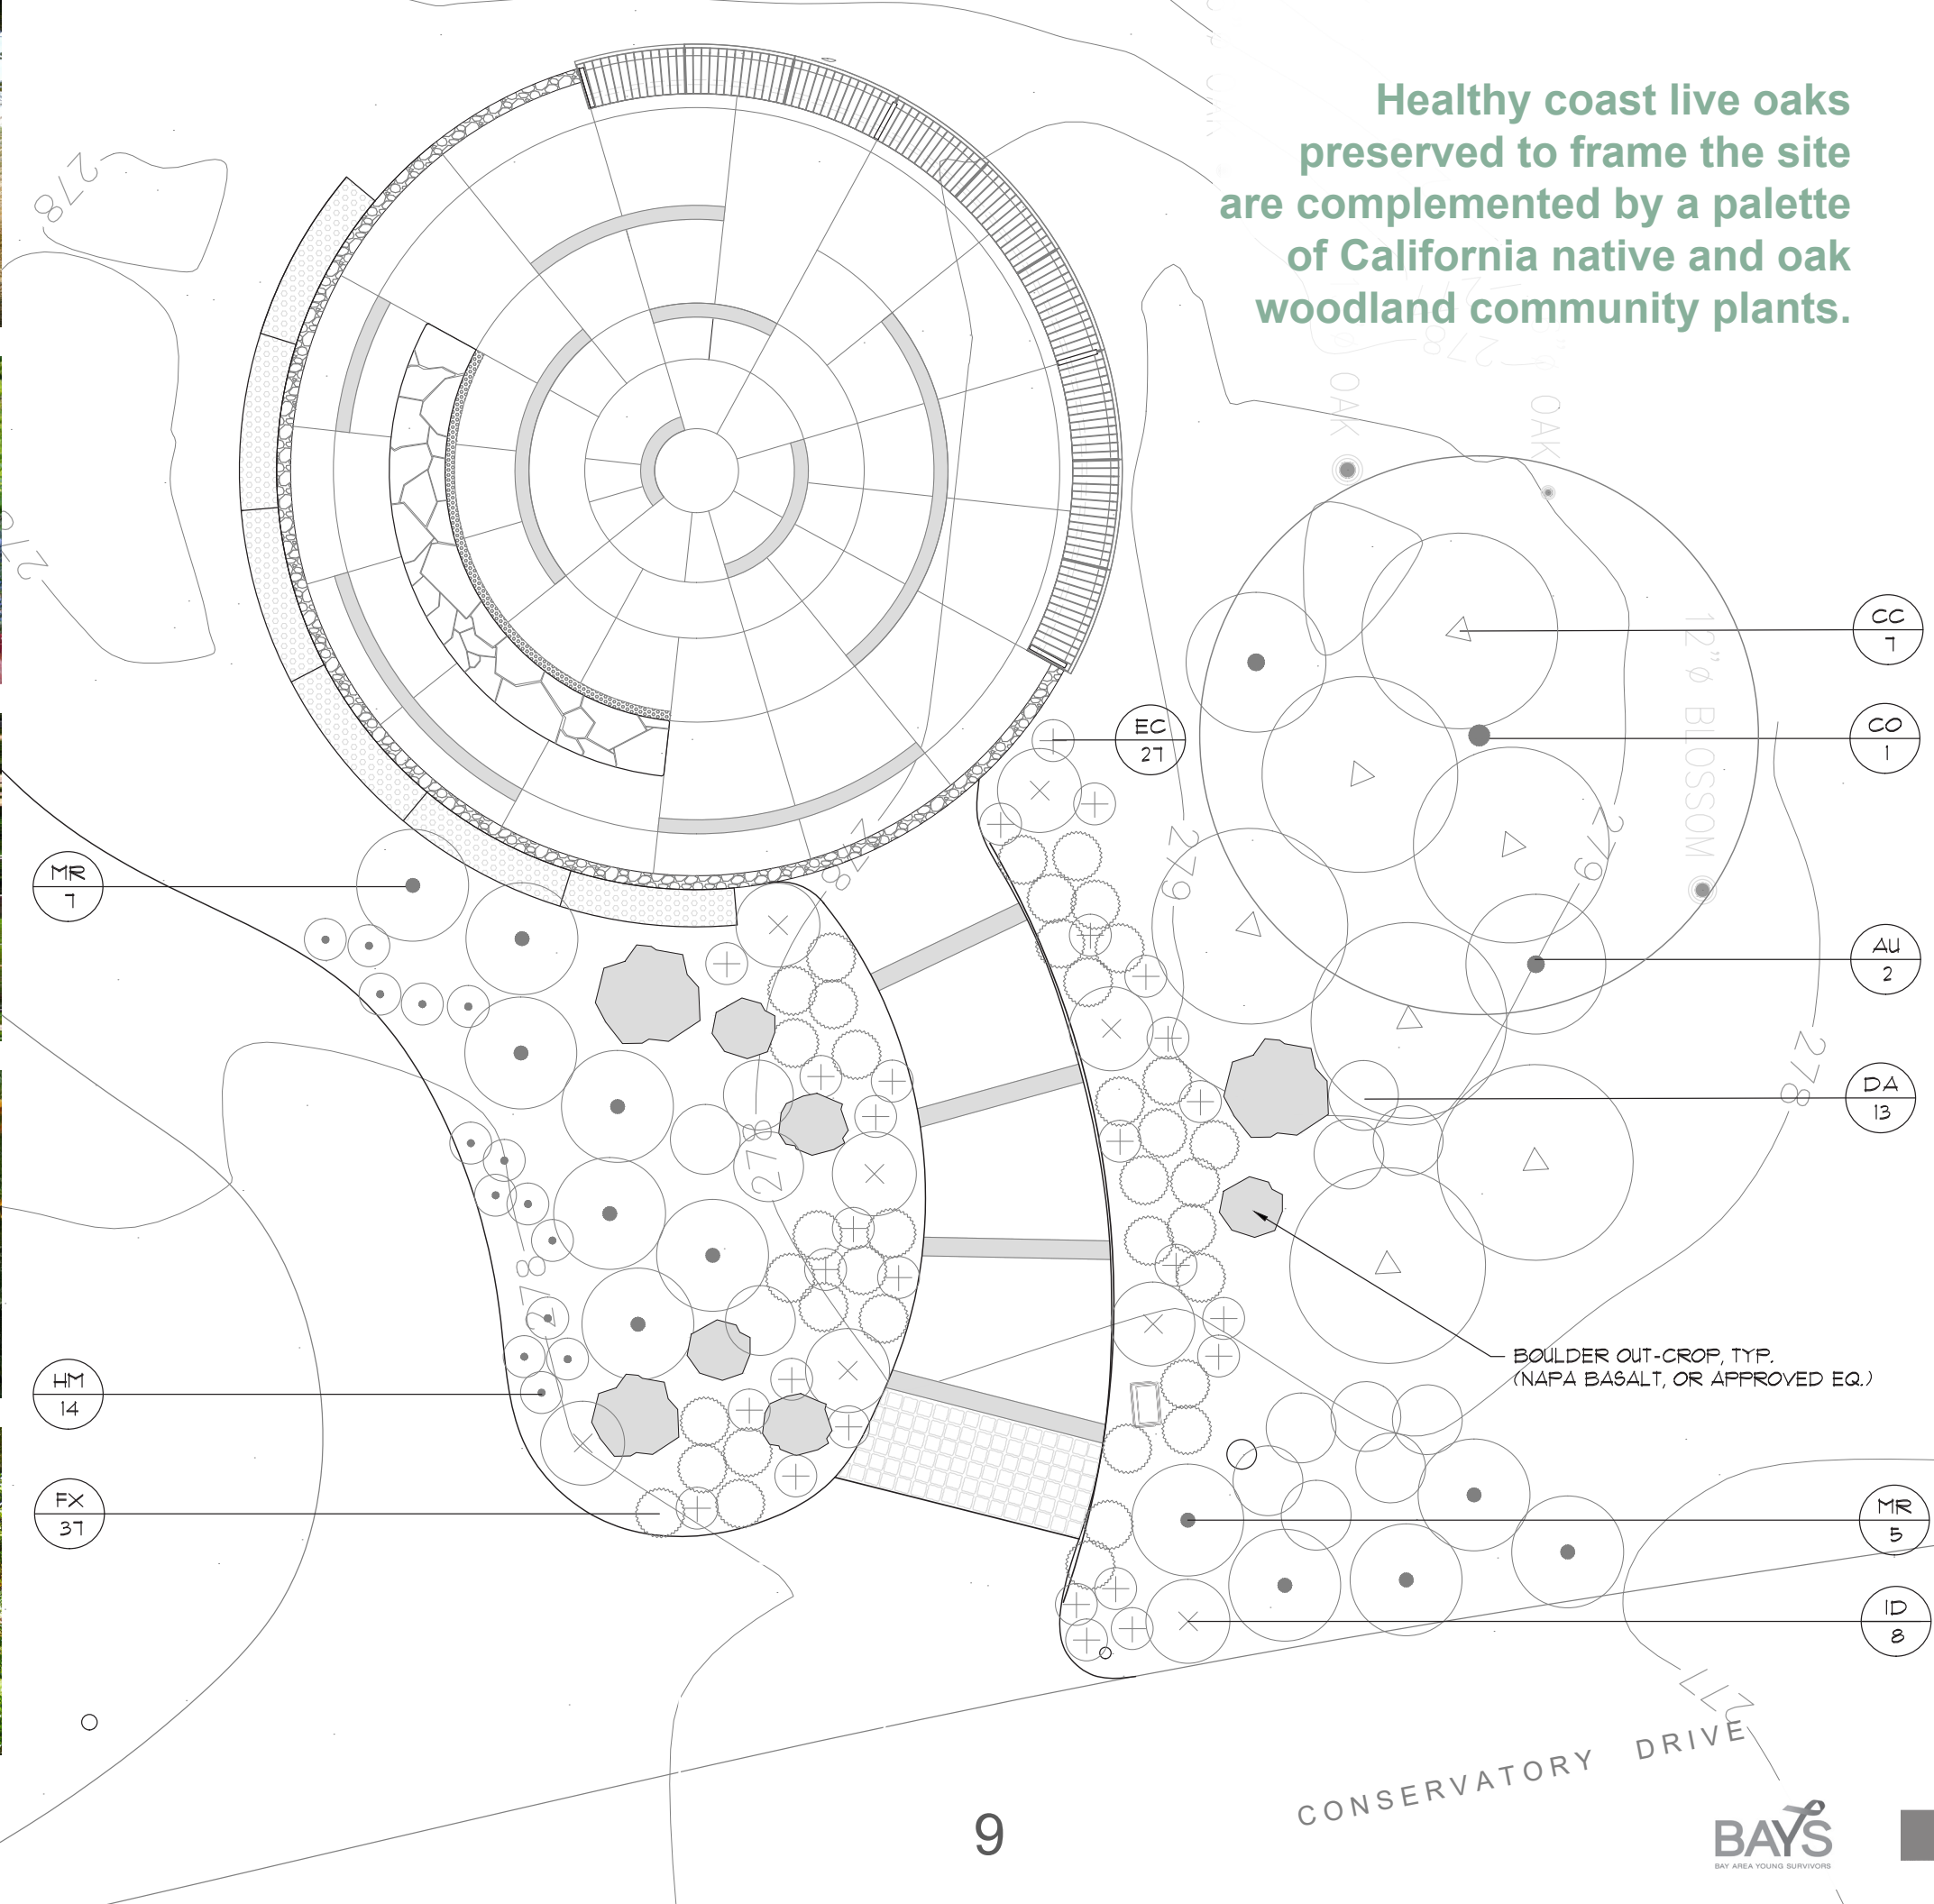 Healthy coast live oaks
preserved to frame the site
are complemented by a palette
of California native and oak
woodland community plants.
278
OAK
OAK
CC
7
12"ø BLOSSOM
EC
27
CO
1
278
279
279
MR
7
AU
2
278
DA
13
278
278
BOULDER OUT-CROP, TYP.
(NAPA BASALT, OR APPROVED EQ.)
HM
14
FX
37
MR
5
ID
8
277
CONSERVATORY DRIVE
9
BAYS
BAY AREA YOUNG SURVIVORS